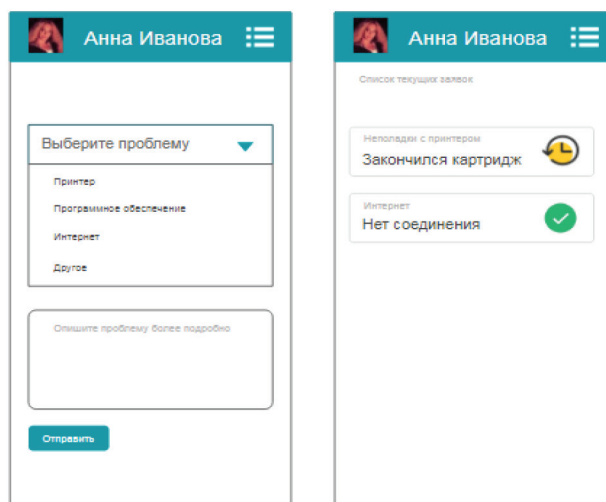 Анна Иванова
Выберите проблему
Принтер
Программное обеспечение
Интернет
Другое
Опишите проблему более подробно
Отправить
Анна Иванова
Список текущих заявок
Неполадки с принтером
Закончился картридж
Интернет
Нет соединения